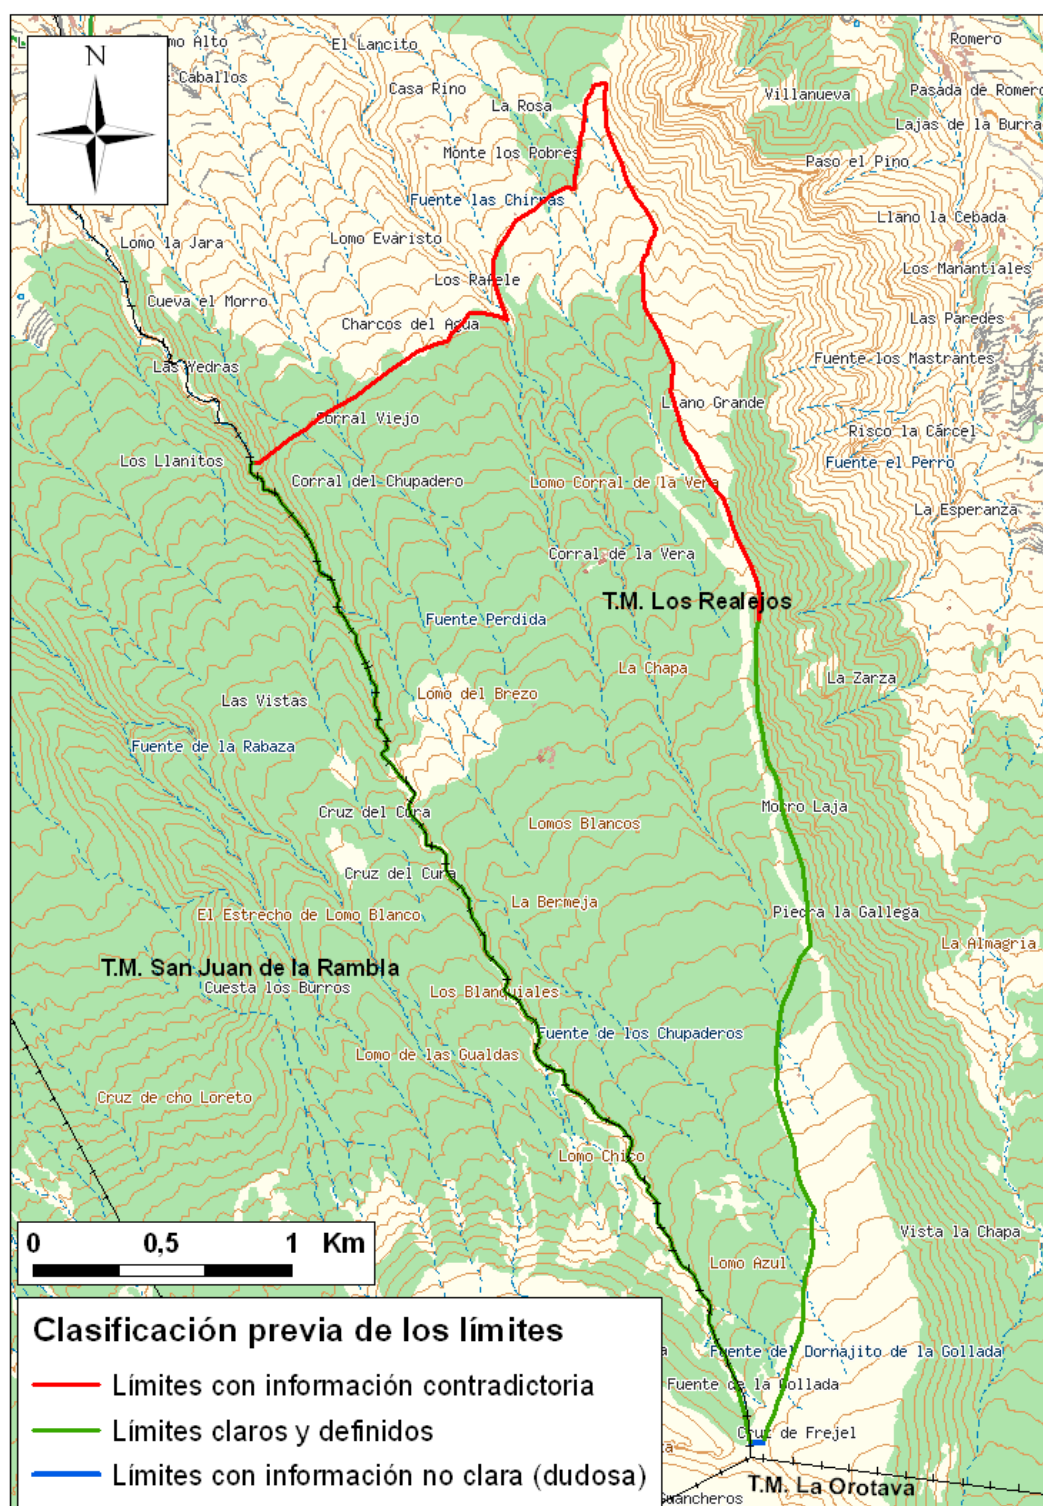 N
mo Alto
El Lancito
Romero
Caballos
Casa Rino
Villanueva
Pasada de Romero
La Rosa
Lajas de la Burra
Monte los Pobres
Paso el Pino
Fuente las Chirpas
Llano la Cebada
Lomo la Jara
Lomo Evaristo
Los Manantiales
Los Rafele
Cueva el Morro
Las Paredes
Charcos del Agua
Fuente los Mastrantes
Las Yedras
Llano Grande
Corral Viejo
Risco la Cárcel
Los Llanitos
Fuente el Perro
Corral del Chupadero
Lomo Corral de la Vera
La Esperanza
Corral de la Vera
T.M. Los Realejos
Fuente Perdida
La Chapa
La Zarza
Lomo del Brezo
Las Vistas
Fuente de la Rabaza
Morro Laja
Cruz del Cura
Lomos Blancos
Cruz del Cura
La Bermeja
El Estrecho de Lomo Blanco
Piedra la Gallega
La Almagria
T.M. San Juan de la Rambla
Cuesta los Burros
Los Blanquiales
Fuente de los Chupaderos
Lomo de las Gualdas
Cruz de cho Loreto
Lomo Chico
Vista la Chapa
0 0,5 1 Km
Lomo Azul
Clasificación previa de los límites
Fuente del Dornajito de la Gollada
Límites con información contradictoria
Fuente de la Gollada
Límites claros y definidos
Cruz de Frejel
Límites con información no clara (dudosa)
T.M. La Orotava
Guancheros